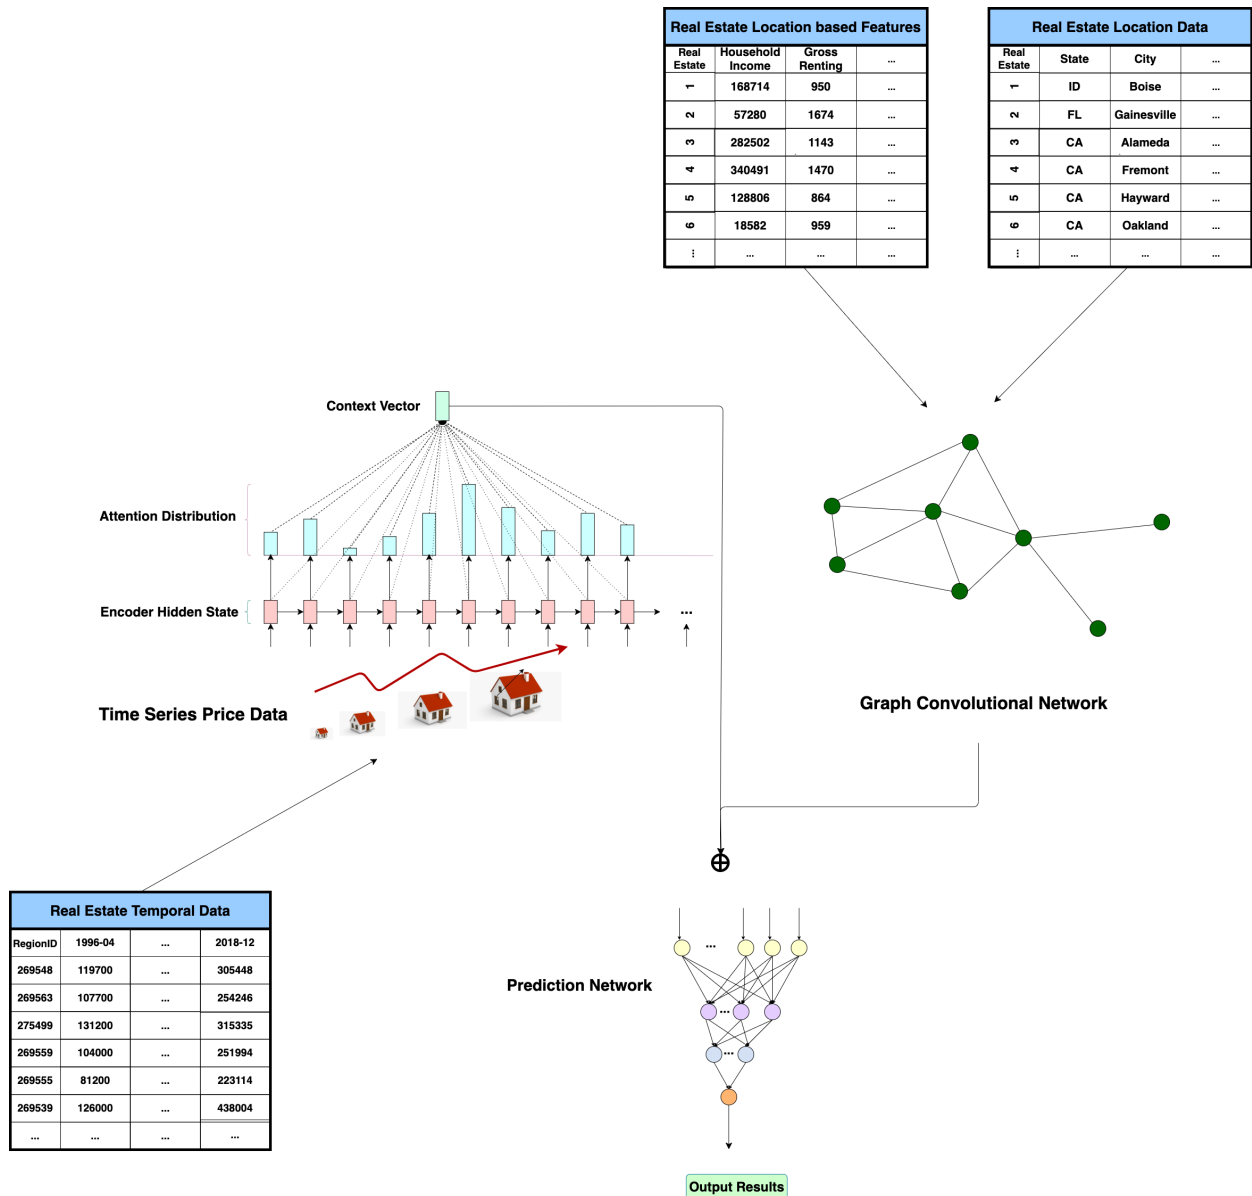 Real Estate Location based Features
Real Estate Household Income Gross Renting ...
1 168714 950 ...
2 57280 1674 ...
3 282502 1143 ...
4 340491 1470 ...
5 128806 864 ...
6 18582 959 ...
... ... ... ...
Real Estate Location Data
Real Estate State City ...
1 ID Boise ...
2 FL Gainesville ...
3 CA Alameda ...
4 CA Fremont ...
5 CA Hayward ...
6 CA Oakland ...
... ... ... ...
Context Vector
Attention Distribution
Encoder Hidden State
...
Time Series Price Data
Graph Convolutional Network
Real Estate Temporal Data
RegionID 1996-04 ... 2018-12
269548 119700 ... 305448
269563 107700 ... 254246
275499 131200 ... 315335
269559 104000 ... 251994
269555 81200 ... 223114
269539 126000 ... 438004
... ... ... ...
...
Prediction Network
...
...
Output Results